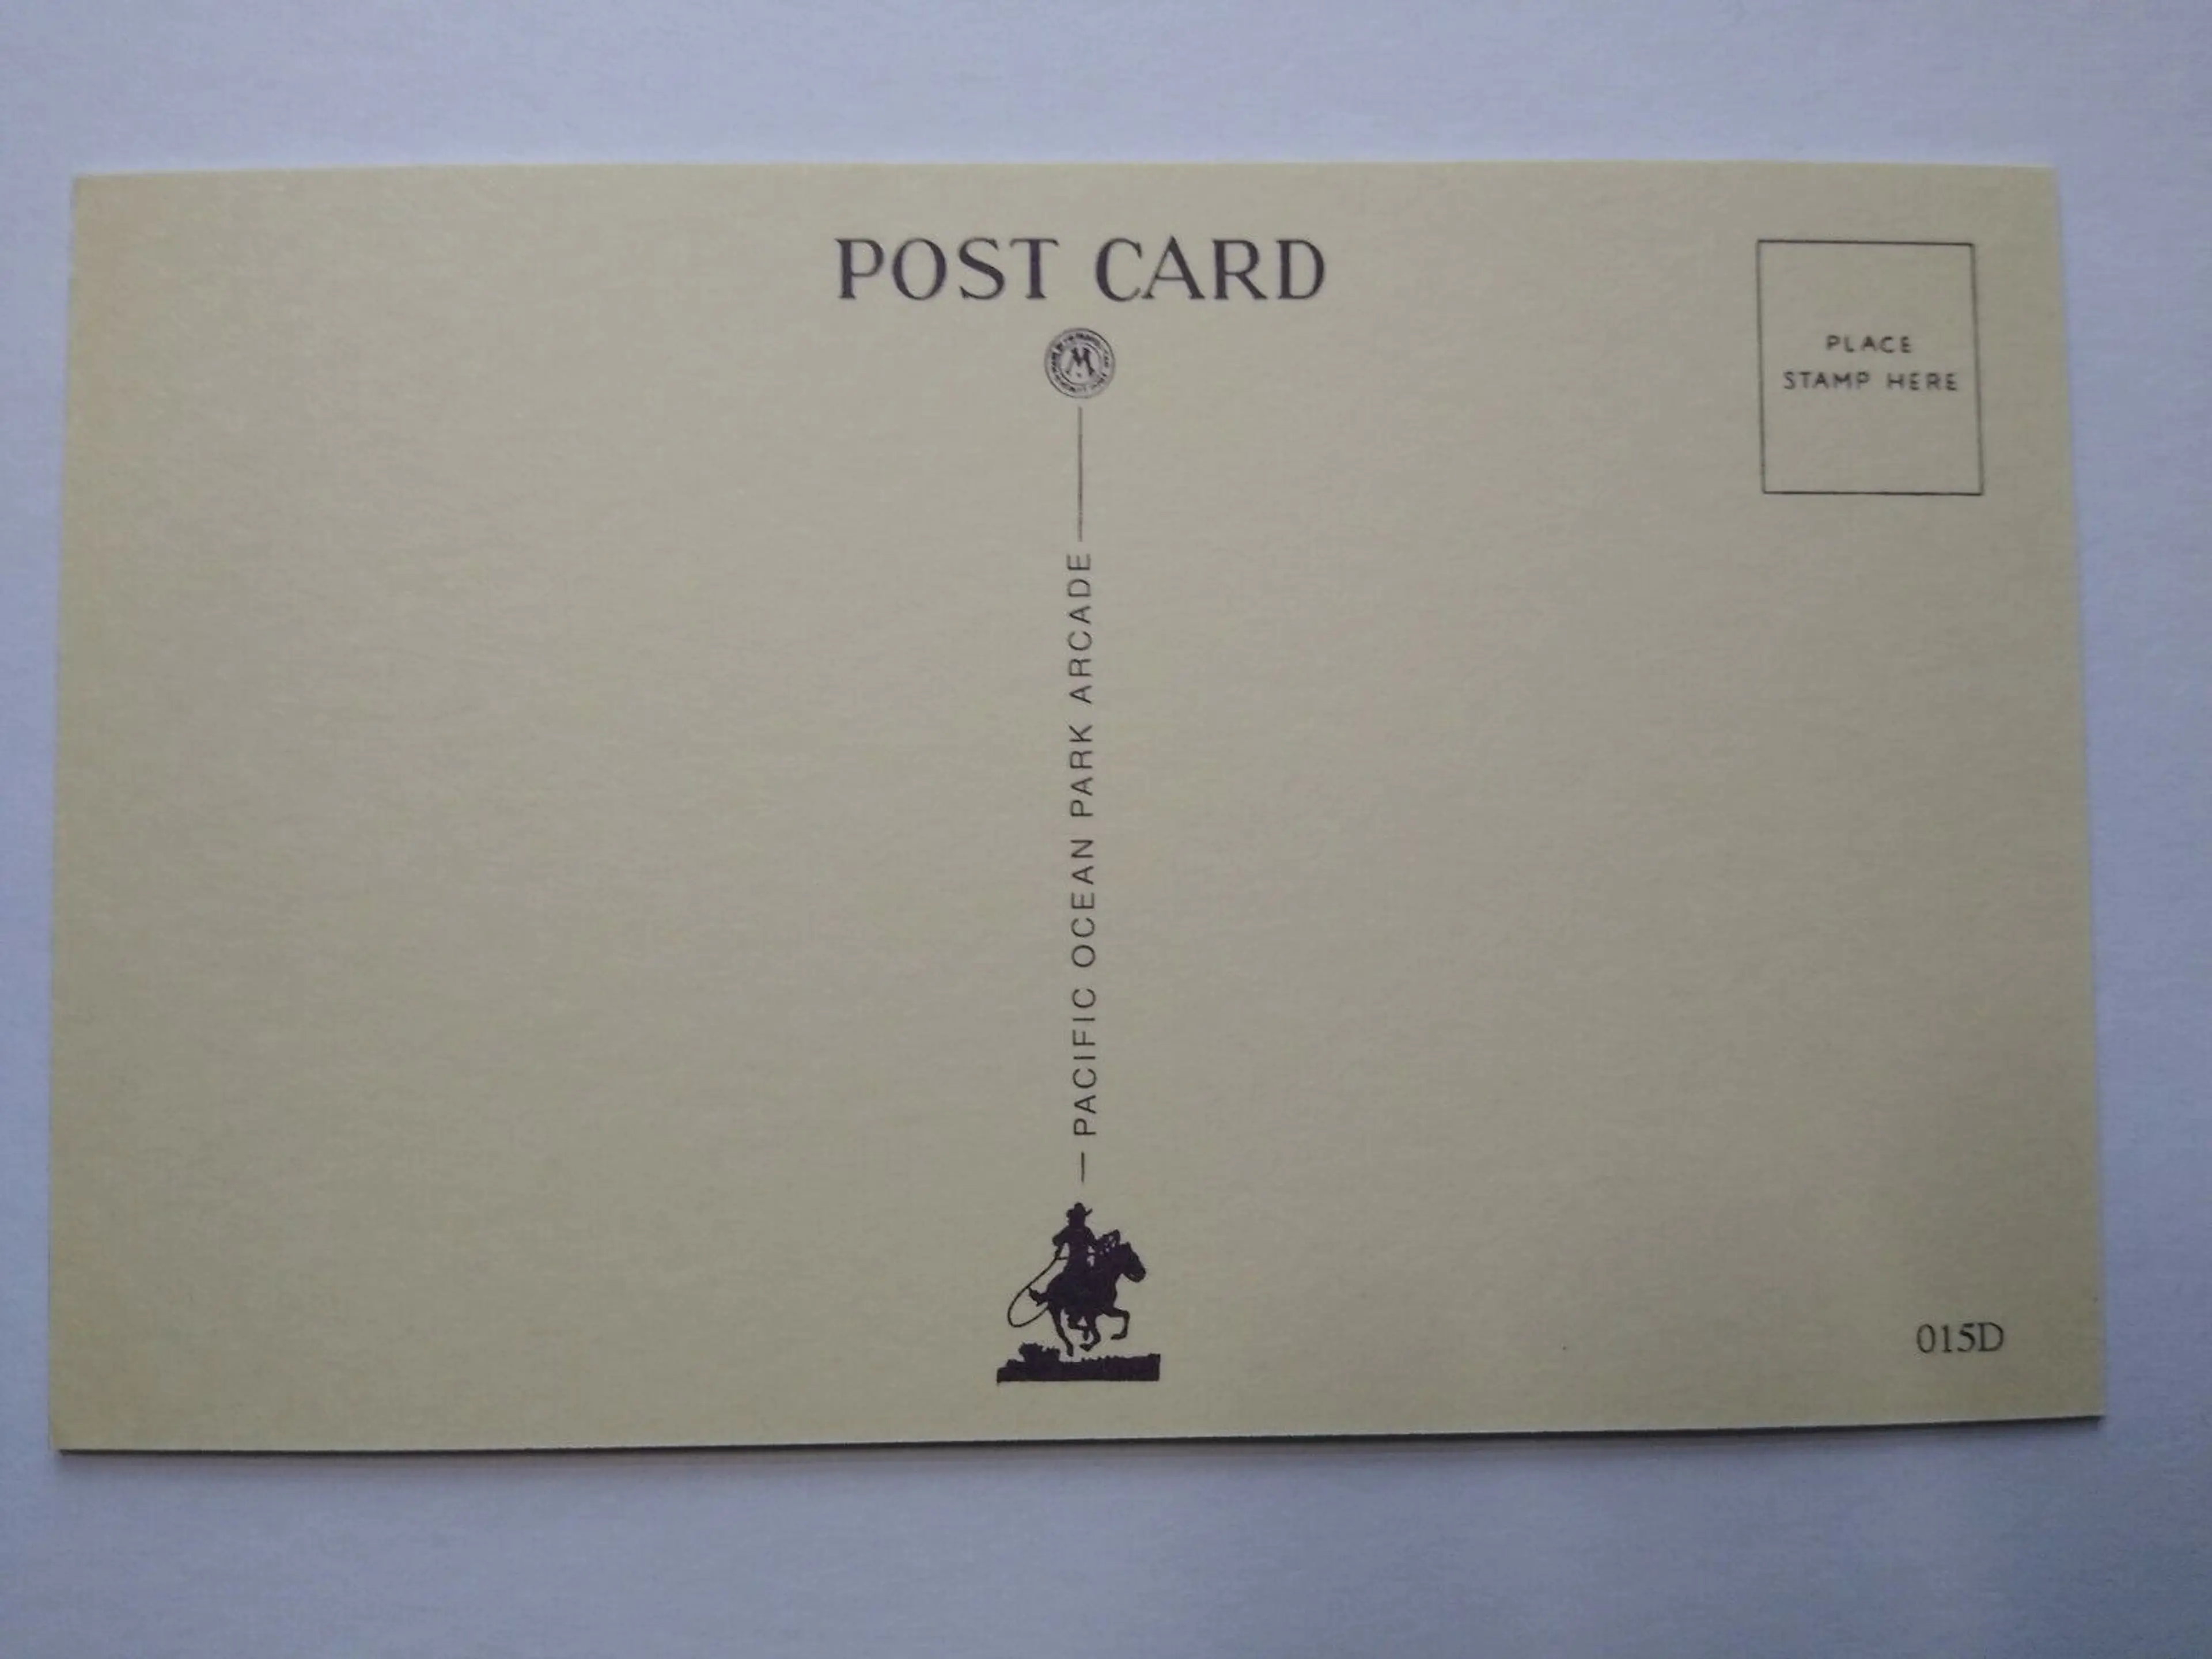 POST CARD
PLACE
STAMP HERE
W
PACIFIC OCEAN PARK ARCADE
015D